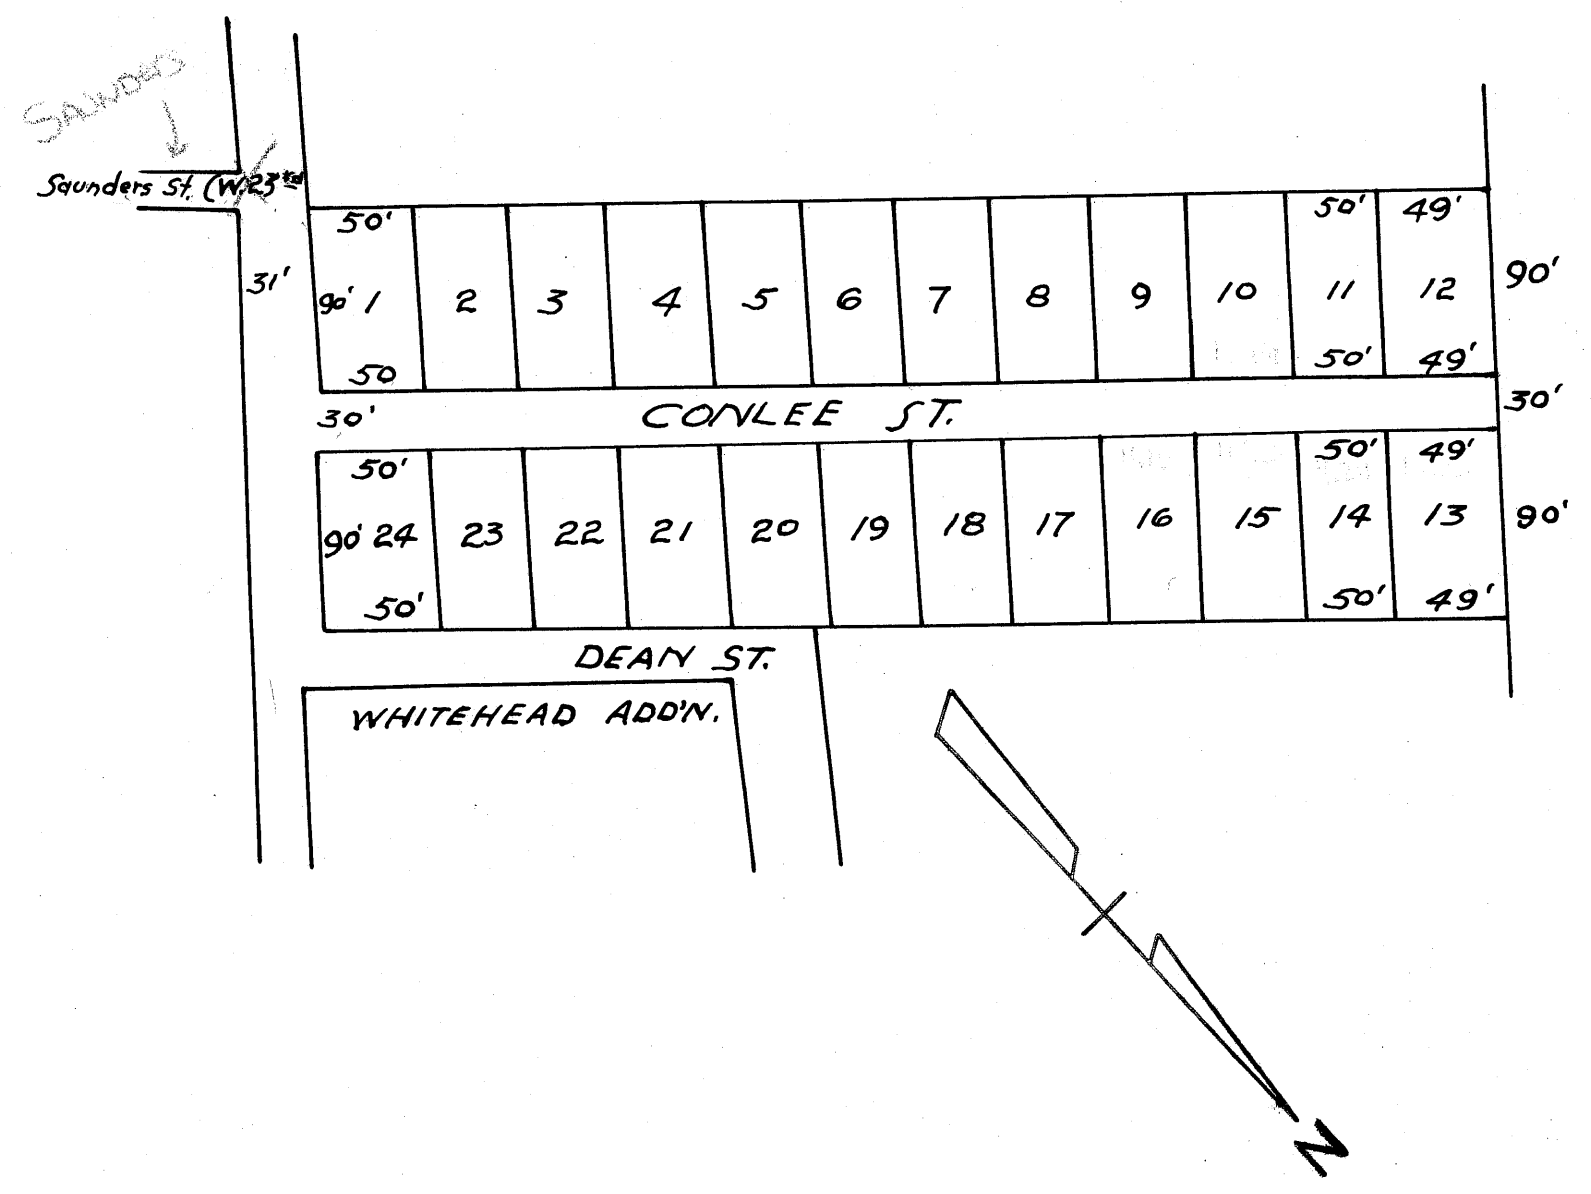 SAUNDERS
Saunders St. (W. 23rd
50' 50' 49'
31' 90' 1 2 3 4 5 6 7 8 9 10 11 12 90'
50 50' 49'
30' CONLEE ST. 30'
50' 50' 49'
90' 24 23 22 21 20 19 18 17 16 15 14 13 90'
50' 50' 49'
DEAN ST.
WHITEHEAD ADD'N.
N